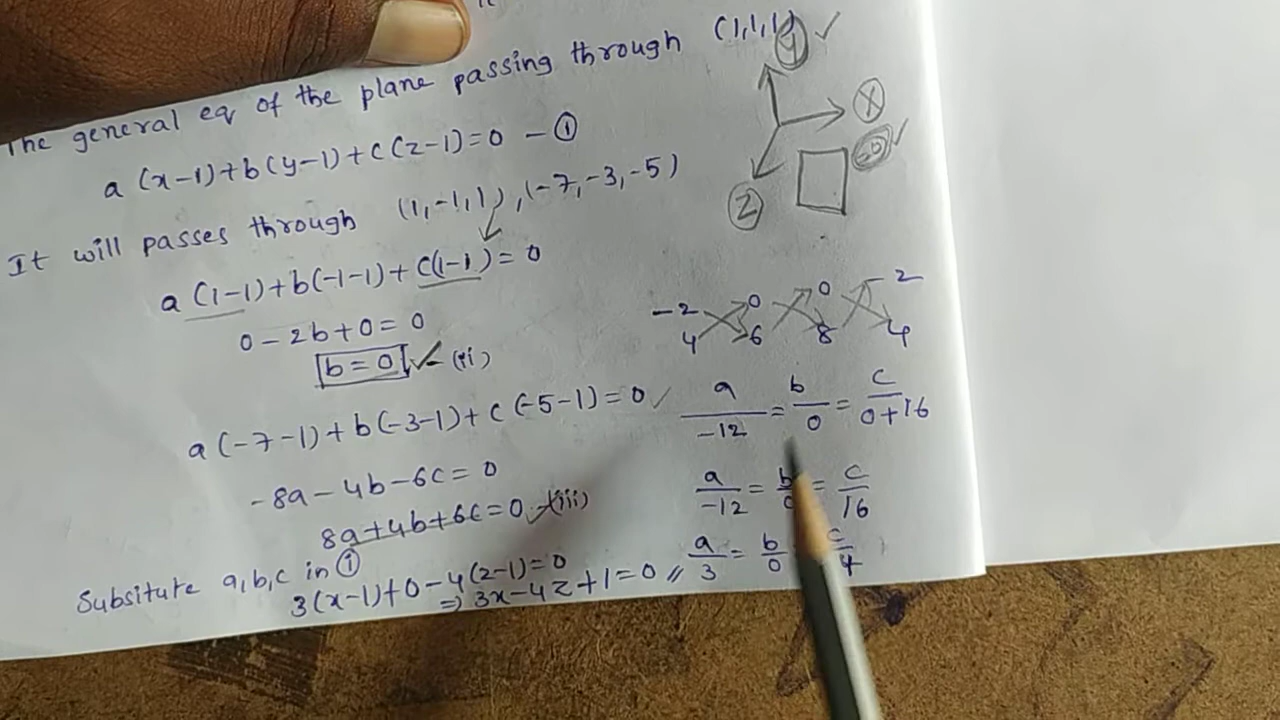 The general eq of the plane passing through (1,1,1)
a (x-1)+b(y-1)+c(z-1)=0 - ①
It will passes through (1,-1,1), (-7,-3,-5)
a (1-1)+b(-1-1)+c(1-1)=0
0-2b+0=0
b=0 - (ii)
a(-7-1)+b(-3-1)+c(-5-1)=0
-8a-4b-6c=0
8a+4b+6c=0 - (iii)
Subsitute a,b,c in ①
3(x-1)+0-4(z-1)=0
⇒ 3x-4z+1=0 //
y
x
z
-2 0 0 -2
4 6 8 4
a/-12 = b/0 = c/0+16
a/-12 = b/0 = c/16
a/3 = b/0 c/-4